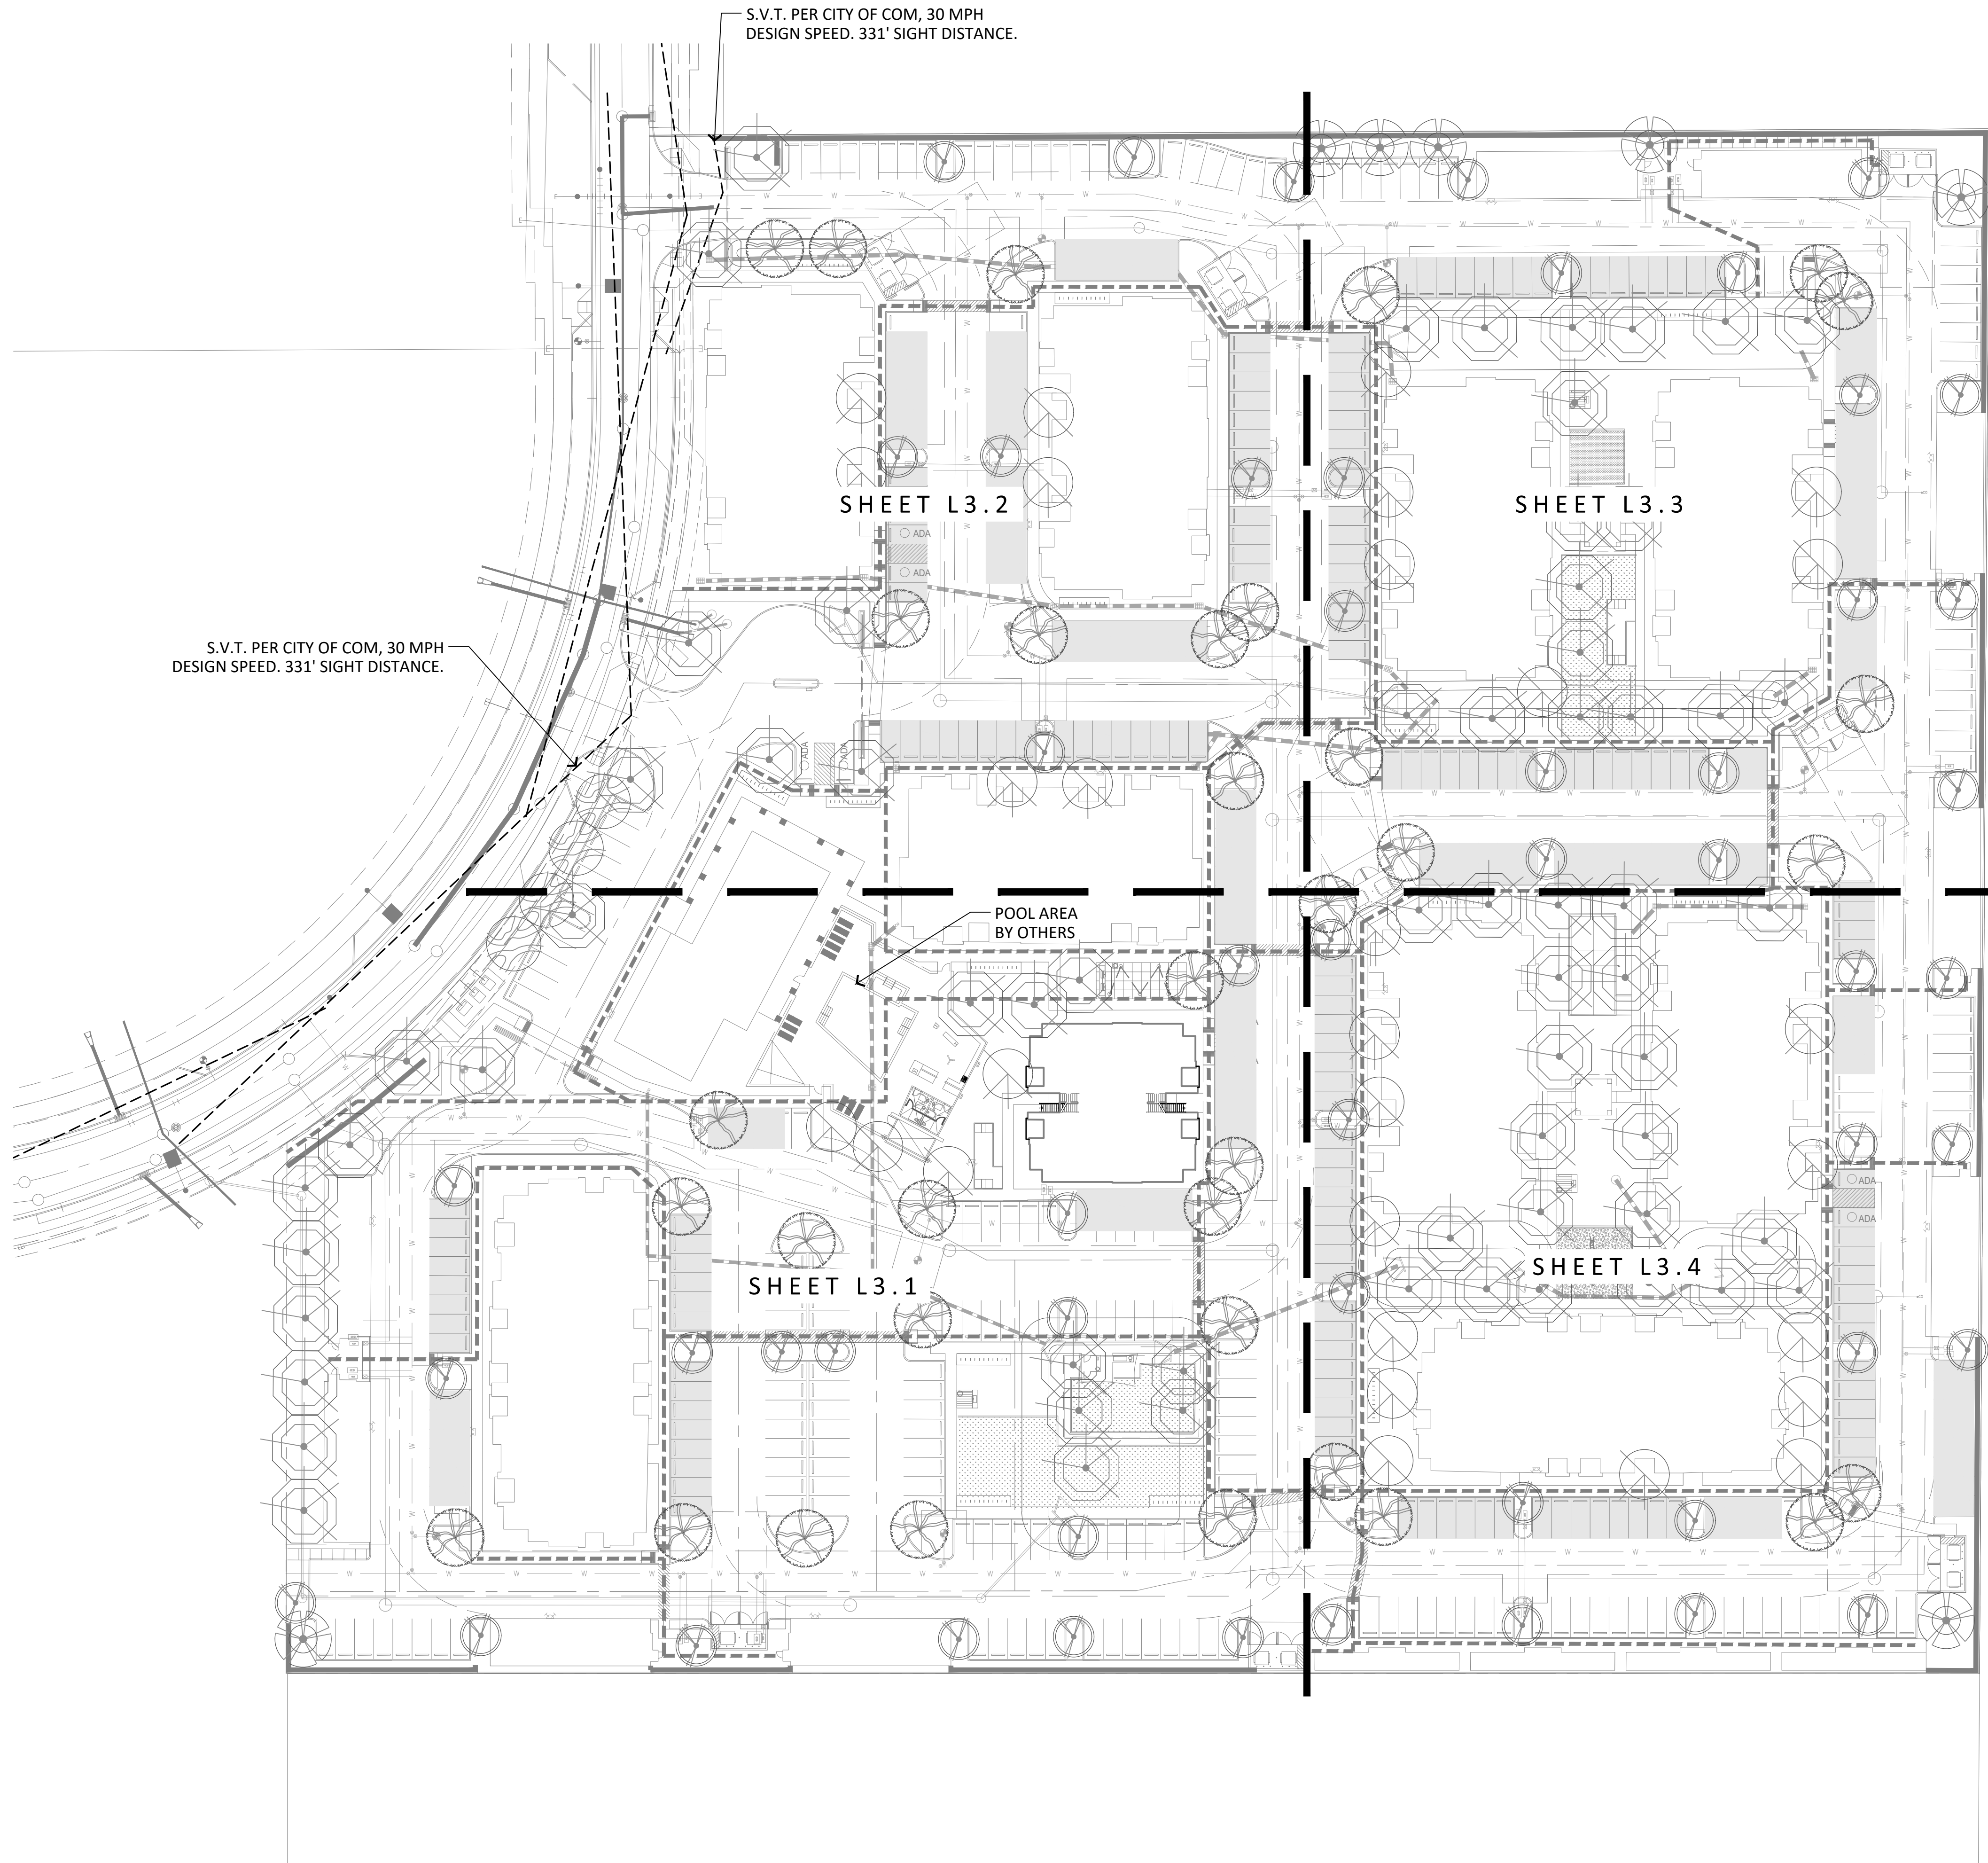 S.V.T. PER CITY OF COM, 30 MPH
DESIGN SPEED. 331' SIGHT DISTANCE.
SHEET L3.2
SHEET L3.3
ADA
ADA
S.V.T. PER CITY OF COM, 30 MPH
DESIGN SPEED. 331' SIGHT DISTANCE.
ADA
ADA
POOL AREA
BY OTHERS
ADA
ADA
SHEET L3.1
SHEET L3.4